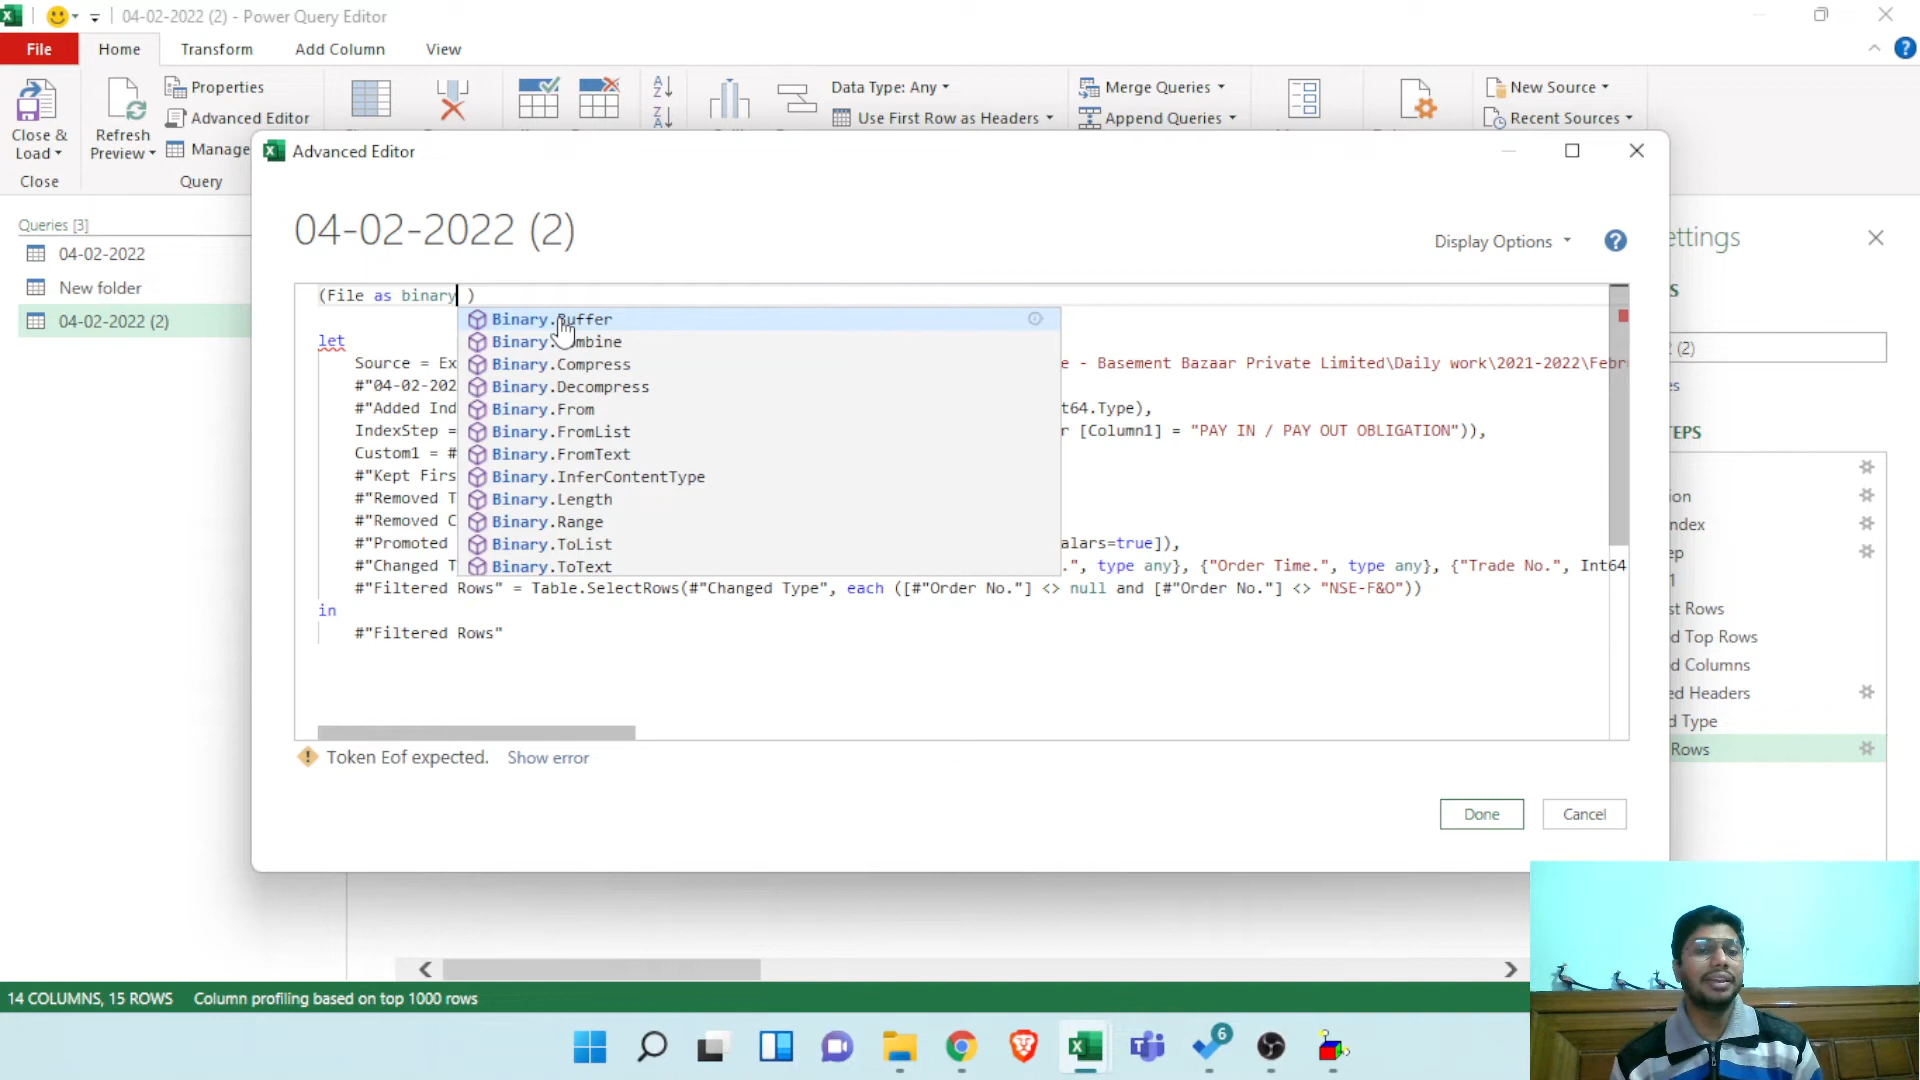 04-02-2022 (2) - Power Query Editor
File
Home
Transform
Add Column
View
Close &
Load
Close
Refresh
Preview
Properties
Advanced Editor
Manage
Query
Data Type: Any
Use First Row as Headers
Merge Queries
Append Queries
New Source
Recent Sources
Queries [3]
04-02-2022
New folder
04-02-2022 (2)
Advanced Editor
04-02-2022 (2)
Display Options
(File as binary )
Binary.Buffer
Binary.Combine
Binary.Compress
Binary.Decompress
Binary.From
Binary.FromList
Binary.FromText
Binary.InferContentType
Binary.Length
Binary.Range
Binary.ToList
Binary.ToText
let
Source = Ex e - Basement Bazaar Private Limited\Daily work\2021-2022\Febr
#"04-02-202
#"Added Ind nt64.Type),
IndexStep = r [Column1] = "PAY IN / PAY OUT OBLIGATION")),
Custom1 = #
#"Kept Firs
#"Removed T
#"Removed C
#"Promoted alars=true]),
#"Changed T .", type any}, {"Order Time.", type any}, {"Trade No.", Int64
#"Filtered Rows" = Table.SelectRows(#"Changed Type", each ([#"Order No."] <> null and [#"Order No."] <> "NSE-F&O"))
in
#"Filtered Rows"
Token Eof expected. Show error
Done
Cancel
ettings
S
2 (2)
es
TEPS
ion
ndex
ep
1
st Rows
d Top Rows
d Columns
ed Headers
d Type
Rows
14 COLUMNS, 15 ROWS
Column profiling based on top 1000 rows
6